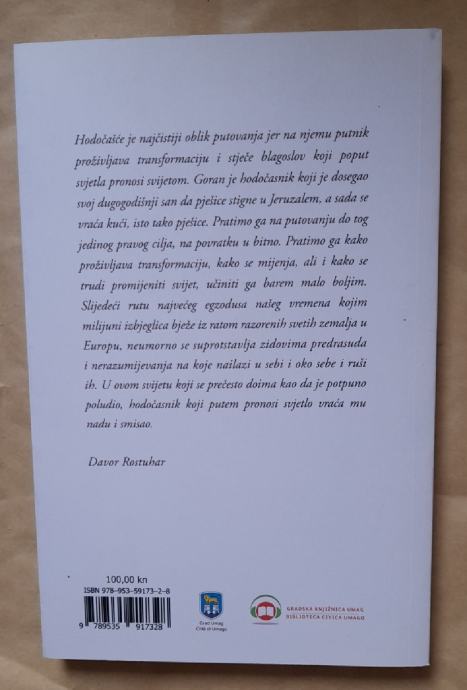 Hodočašće je najčistiji oblik putovanja jer na njemu putnik
proživljava transformaciju i stječe blagoslov koji poput
svjetla pronosi svijetom. Goran je hodočasnik koji je dosegao
svoj dugogodišnji san da pješice stigne u Jeruzalem, a sada se
vraća kući, isto tako pješice. Pratimo ga na putovanju do tog
jedinog pravog cilja, na povratku u bitno. Pratimo ga kako
proživljava transformaciju, kako se mijenja, ali i kako se
trudi promijeniti svijet, učiniti ga barem malo boljim.
Slijedeći rutu najvećeg egzodusa našeg vremena kojim
milijuni izbjeglica bježe iz ratom razorenih svetih zemalja u
Europu, neumorno se suprotstavlja zidovima predrasuda
i nerazumijevanja na koje nailazi u sebi i oko sebe i ruši
ih. U ovom svijetu koji se prečesto doima kao da je potpuno
poludio, hodočasnik koji putem pronosi svjetlo vraća mu
nadu i smisao.
Davor Rostuhar
100,00 kn
ISBN 978-953-59173-2-8
9 789535 917328
Grad Umag
Città di Umago
GRADSKA KNJIŽNICA UMAG
BIBLIOTECA CIVICA UMAGO